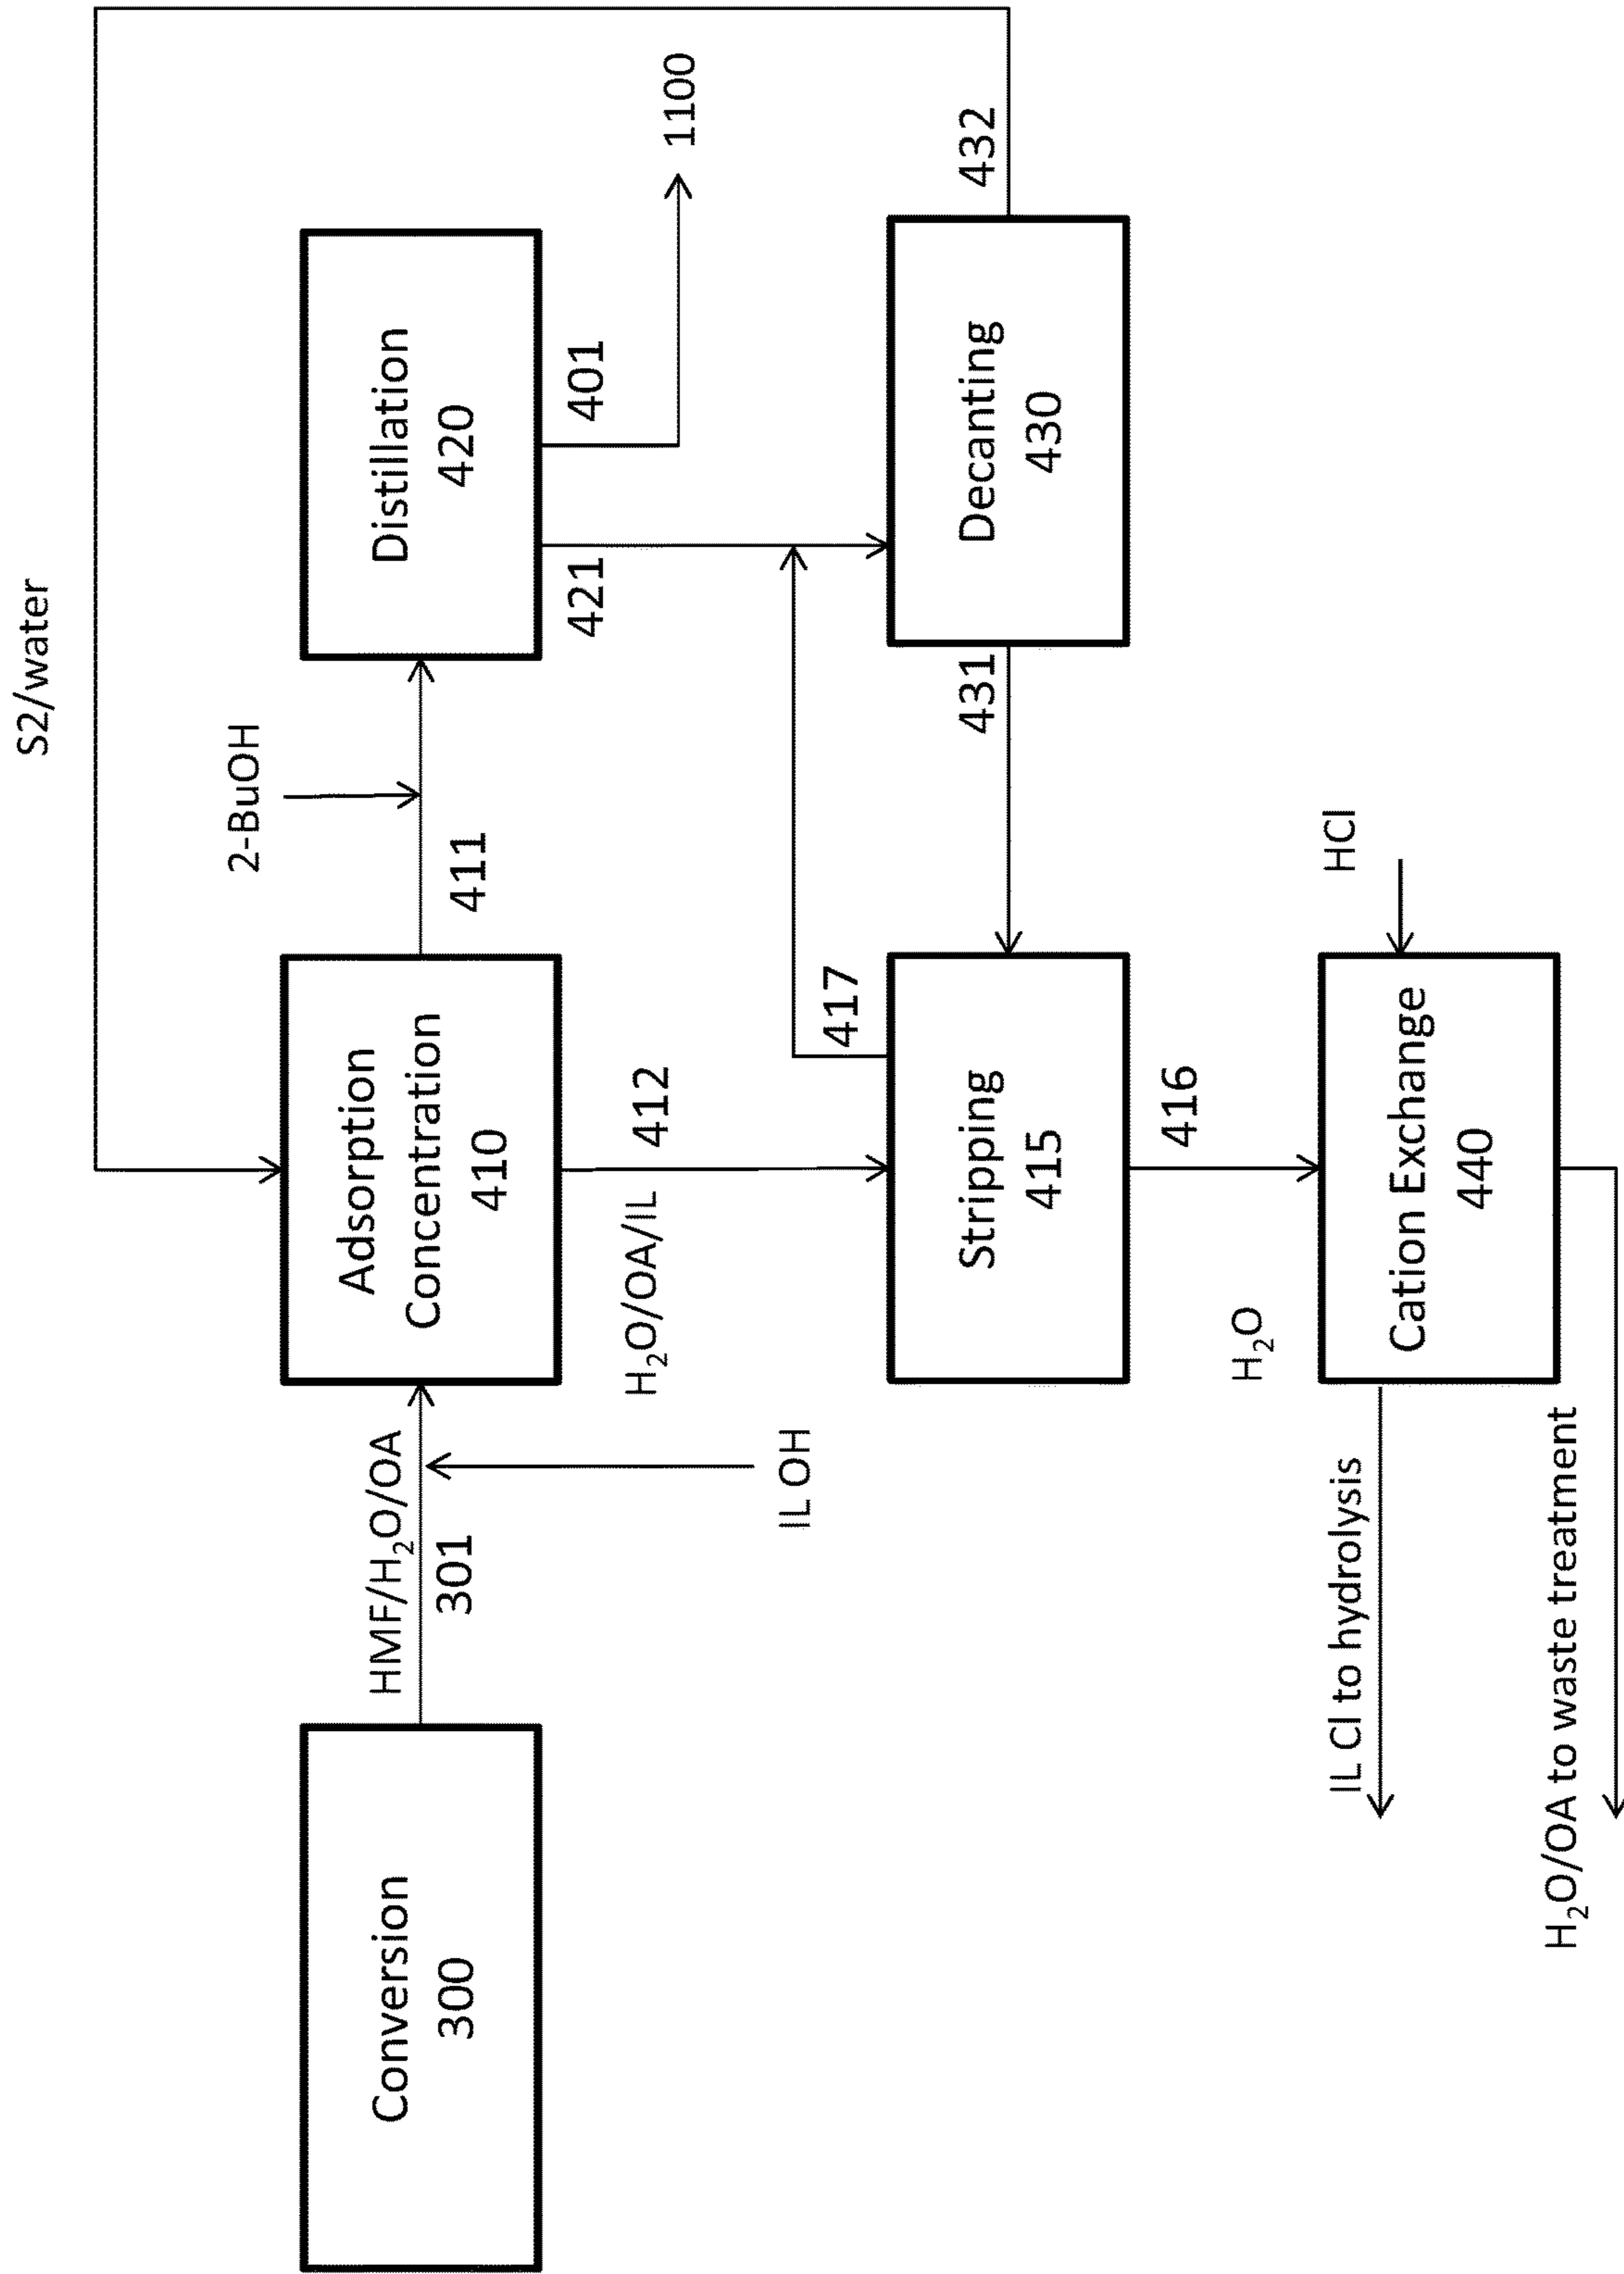 S2/water
2-BuOH
1100
Conversion
300
HMF/H₂O/OA
301
IL OH
Adsorption
Concentration
410
411
Distillation
420
421
401
H₂O/OA/IL
412
417
Stripping
415
431
Decanting
430
432
H₂O
416
HCl
Cation Exchange
440
IL Cl to hydrolysis
H₂O/OA to waste treatment